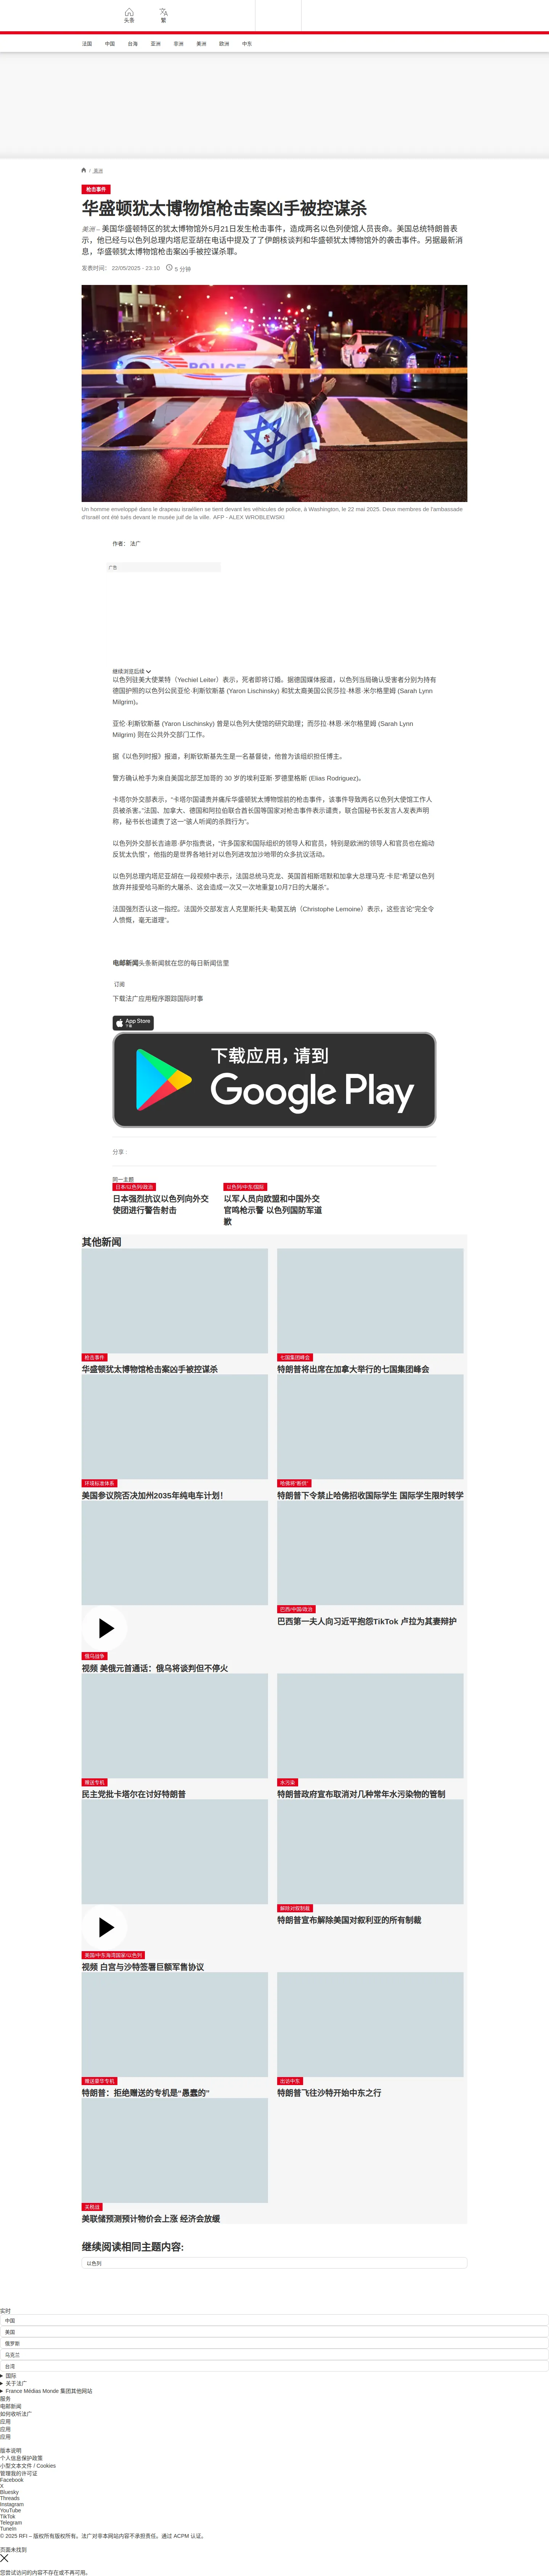 头条
繁
法国
中国
台海
亚洲
非洲
美洲
欧洲
中东
/ 美洲
枪击事件
华盛顿犹太博物馆枪击案凶手被控谋杀
美洲 – 美国华盛顿特区的犹太博物馆外5月21日发生枪击事件，造成两名以色列使馆人员丧命。美国总统特朗普表
示，他已经与以色列总理内塔尼亚胡在电话中提及了了伊朗核谈判和华盛顿犹太博物馆外的袭击事件。另据最新消
息，华盛顿犹太博物馆枪击案凶手被控谋杀罪。
发表时间： 22/05/2025 - 23:10 5 分钟
POLICE
Un homme enveloppé dans le drapeau israélien se tient devant les véhicules de police, à Washington, le 22 mai 2025. Deux membres de l'ambassade
d'Israël ont été tués devant le musée juif de la ville. AFP - ALEX WROBLEWSKI
作者： 法广
广告
继续浏览后续
以色列驻美大使莱特（Yechiel Leiter）表示，死者即将订婚。据德国媒体报道，以色列当局确认受害者分别为持有
德国护照的以色列公民亚伦·利斯钦斯基 (Yaron Lischinsky) 和犹太裔美国公民莎拉·林恩·米尔格里姆 (Sarah Lynn
Milgrim)。
亚伦·利斯钦斯基 (Yaron Lischinsky) 曾是以色列大使馆的研究助理；而莎拉·林恩·米尔格里姆 (Sarah Lynn
Milgrim) 则在公共外交部门工作。
据《以色列时报》报道，利斯钦斯基先生是一名基督徒，他曾为该组织担任博主。
警方确认枪手为来自美国北部芝加哥的 30 岁的埃利亚斯·罗德里格斯 (Elias Rodriguez)。
卡塔尔外交部表示，“卡塔尔国谴责并痛斥华盛顿犹太博物馆前的枪击事件，该事件导致两名以色列大使馆工作人
员被杀害。”法国、加拿大、德国和阿拉伯联合酋长国等国家对枪击事件表示谴责，联合国秘书长发言人发表声明
称，秘书长也谴责了这一“骇人听闻的杀戮行为”。
以色列外交部长吉迪恩·萨尔指责说，“许多国家和国际组织的领导人和官员，特别是欧洲的领导人和官员也在煽动
反犹太仇恨”，他指的是世界各地针对以色列进攻加沙地带的众多抗议活动。
以色列总理内塔尼亚胡在一段视频中表示，法国总统马克龙、英国首相斯塔默和加拿大总理马克·卡尼“希望以色列
放弃并接受哈马斯的大屠杀、这会造成一次又一次地重复10月7日的大屠杀”。
法国强烈否认这一指控。法国外交部发言人克里斯托夫·勒莫瓦纳（Christophe Lemoine）表示，这些言论“完全令
人愤慨，毫无道理”。
电邮新闻头条新闻就在您的每日新闻信里
订阅
下载法广应用程序跟踪国际时事
App Store
下载
下载应用，请到
Google Play
分享 :
同一主题
日本/以色列/政治
日本强烈抗议以色列向外交
使团进行警告射击
以色列/中东/国际
以军人员向欧盟和中国外交
官鸣枪示警 以色列国防军道
歉
其他新闻
枪击事件
华盛顿犹太博物馆枪击案凶手被控谋杀
七国集团峰会
特朗普将出席在加拿大举行的七国集团峰会
环境标准体系
美国参议院否决加州2035年纯电车计划！
哈佛将“断供”
特朗普下令禁止哈佛招收国际学生 国际学生限时转学
俄乌战争
视频 美俄元首通话：俄乌将谈判但不停火
巴西/中国/政治
巴西第一夫人向习近平抱怨TikTok 卢拉为其妻辩护
赠送专机
民主党批卡塔尔在讨好特朗普
水污染
特朗普政府宣布取消对几种常年水污染物的管制
美国/中东海湾国家/以色列
视频 白宫与沙特签署巨额军售协议
解除对叙制裁
特朗普宣布解除美国对叙利亚的所有制裁
赠送豪华专机
特朗普：拒绝赠送的专机是“愚蠢的”
出访中东
特朗普飞往沙特开始中东之行
关税战
美联储预测预计物价会上涨 经济会放缓
继续阅读相同主题内容:
以色列
实时
中国
美国
俄罗斯
乌克兰
台湾
国际
关于法广
France Médias Monde 集团其他网站
服务
电邮新闻
如何收听法广
应用
应用
应用
版本说明
个人信息保护政策
小型文本文件 / Cookies
管理我的许可证
Facebook
X
Bluesky
Threads
Instagram
YouTube
TikTok
Telegram
TuneIn
© 2025 RFI – 版权所有版权所有。法广对非本网站内容不承担责任。通过 ACPM 认证。
页面未找到
您尝试访问的内容不存在或不再可用。